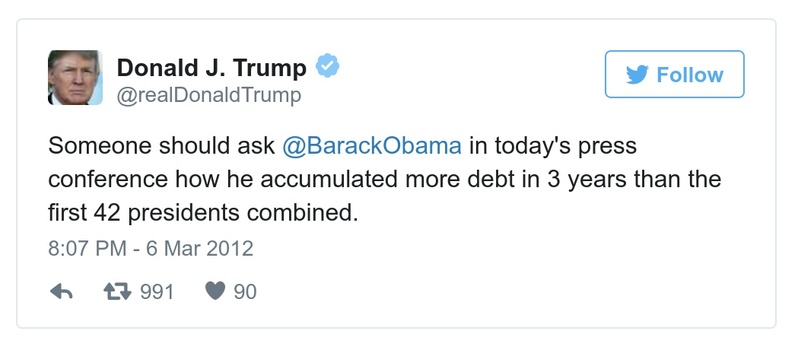 Donald J. Trump
@realDonaldTrump
Follow
Someone should ask @BarackObama in today's press
conference how he accumulated more debt in 3 years than the
first 42 presidents combined.
8:07 PM - 6 Mar 2012
991 90